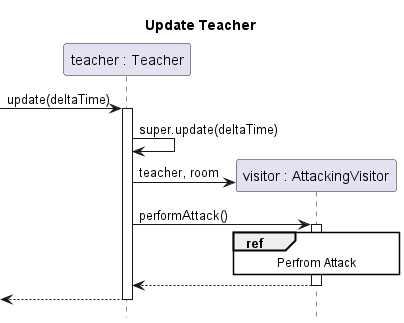 Update Teacher
teacher : Teacher
update(deltaTime)
super.update(deltaTime)
teacher, room
visitor : AttackingVisitor
performAttack()
ref
Perfrom Attack